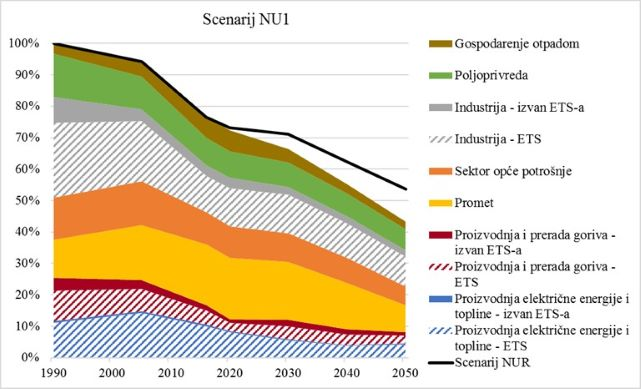 Scenarij NU1
100%
90%
80%
70%
60%
50%
40%
30%
20%
10%
0%
1990
2000
2010
2020
2030
2040
2050
Gospodarenje otpadom
Poljoprivreda
Industrija - izvan ETS-a
Industrija - ETS
Sektor opće potrošnje
Promet
Proizvodnja i prerada goriva -
izvan ETS-a
Proizvodnja i prerada goriva -
ETS
Proizvodnja električne energije i
topline - izvan ETS-a
Proizvodnja električne energije i
topline - ETS
Scenarij NUR